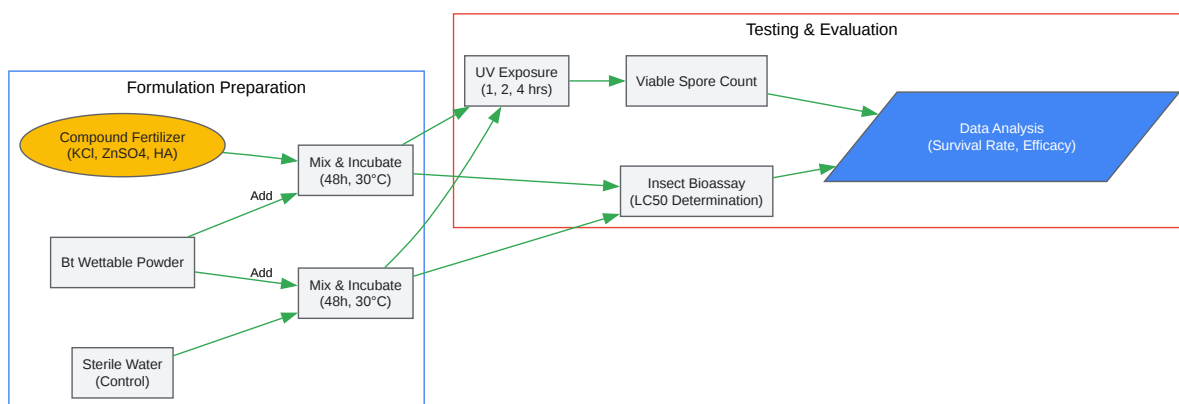 Testing & Evaluation
UV Exposure
(1, 2, 4 hrs)
Viable Spore Count
Formulation Preparation
Compound Fertilizer
(KCl, ZnSO4, HA)
Mix & Incubate
(48h, 30°C)
Data Analysis
(Survival Rate, Efficacy)
Insect Bioassay
(LC50 Determination)
Add
Bt Wettable Powder
Add
Mix & Incubate
(48h, 30°C)
Sterile Water
(Control)